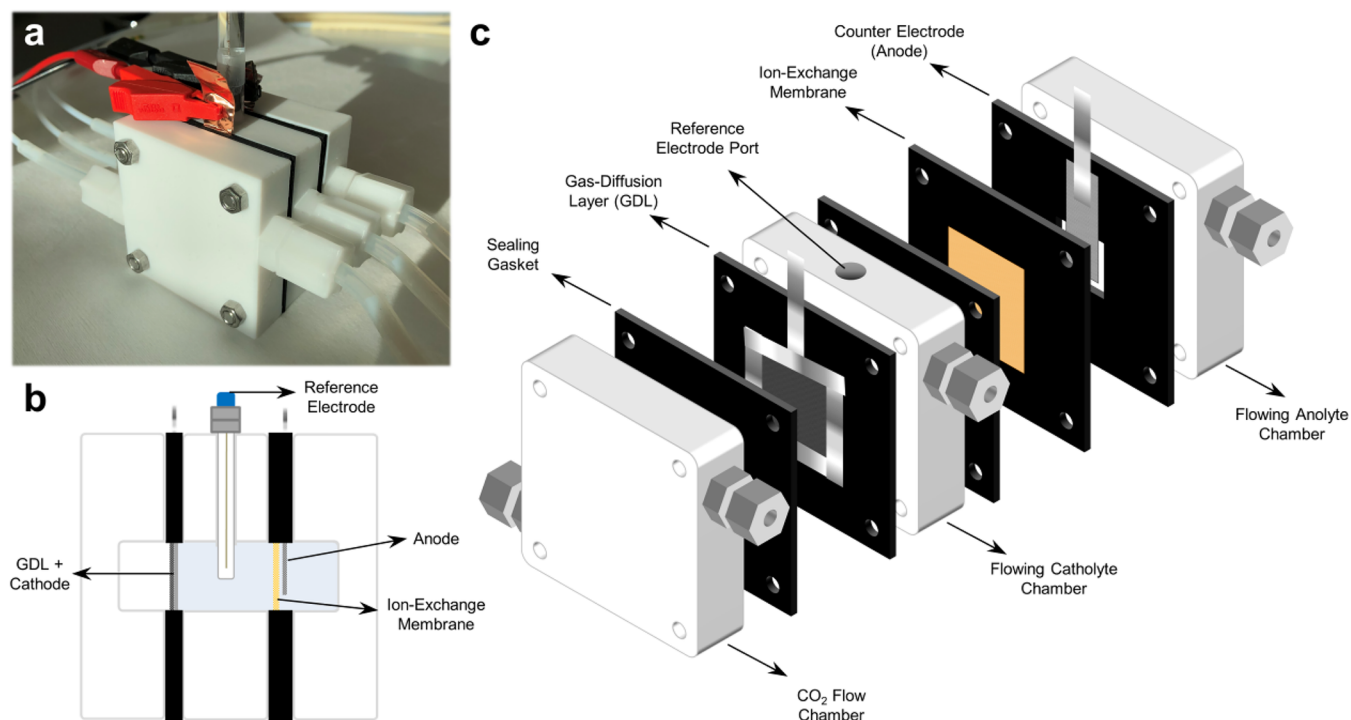 a
b
Reference
Electrode
GDL +
Cathode
Anode
Ion-Exchange
Membrane
c
Counter Electrode
(Anode)
Ion-Exchange
Membrane
Reference
Electrode Port
Gas-Diffusion
Layer (GDL)
Sealing
Gasket
Flowing Anolyte
Chamber
Flowing Catholyte
Chamber
CO₂ Flow
Chamber